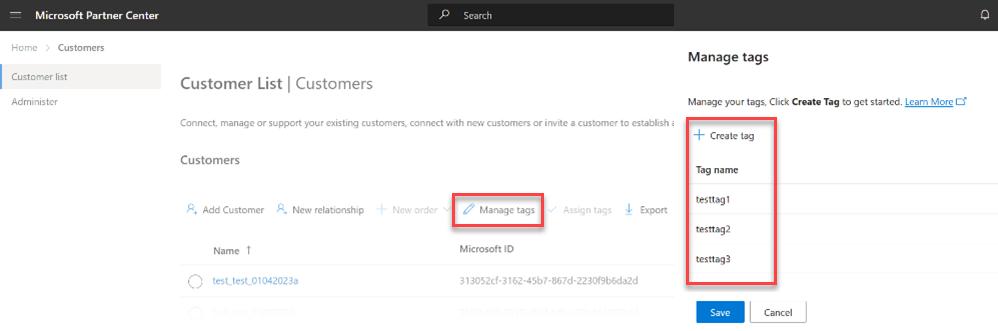 Microsoft Partner Center
Search
Home > Customers
Customer list
Administer
Customer List | Customers
Connect, manage or support your existing customers, connect with new customers or invite a customer to establish a
Customers
Add Customer
New relationship
New order
Manage tags
Assign tags
Export
Name ↑
Microsoft ID
test_test_01042023a
313052cf-3162-45b7-867d-2230f9b6da2d
Manage tags
Manage your tags, Click Create Tag to get started. Learn More
+ Create tag
Tag name
testtag1
testtag2
testtag3
Save
Cancel